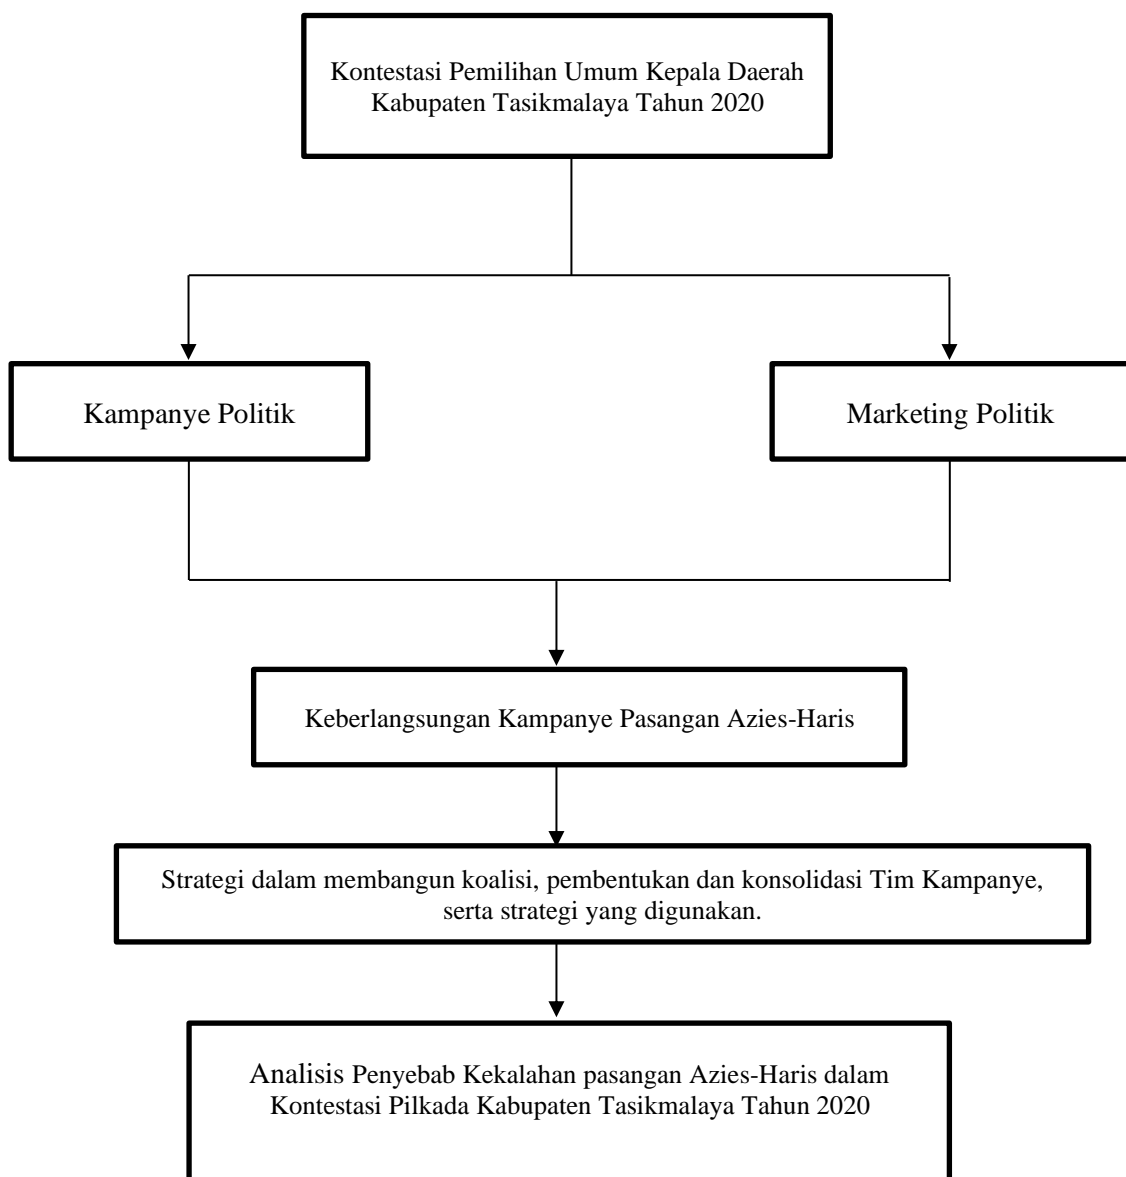 Kontestasi Pemilihan Umum Kepala Daerah
Kabupaten Tasikmalaya Tahun 2020
Kampanye Politik
Marketing Politik
Keberlangsungan Kampanye Pasangan Azies-Haris
Strategi dalam membangun koalisi, pembentukan dan konsolidasi Tim Kampanye,
serta strategi yang digunakan.
Analisis Penyebab Kekalahan pasangan Azies-Haris dalam
Kontestasi Pilkada Kabupaten Tasikmalaya Tahun 2020